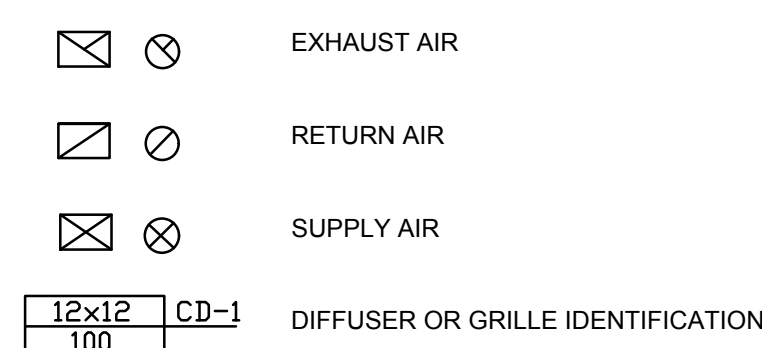 EXHAUST AIR
RETURN AIR
SUPPLY AIR
12x12 CD-1 DIFFUSER OR GRILLE IDENTIFICATION
100